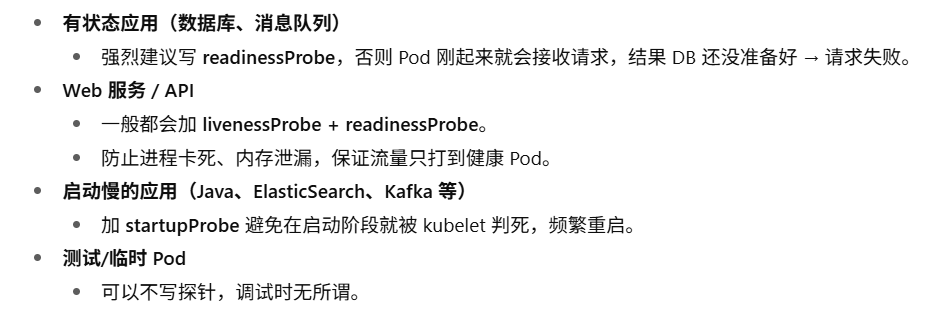 有状态应用（数据库、消息队列）
强烈建议写 readinessProbe，否则 Pod 刚起来就会接收请求，结果 DB 还没准备好 → 请求失败。
Web 服务 / API
一般都会加 livenessProbe + readinessProbe。
防止进程卡死、内存泄漏，保证流量只打到健康 Pod。
启动慢的应用（Java、ElasticSearch、Kafka 等）
加 startupProbe 避免在启动阶段就被 kubelet 判死，频繁重启。
测试/临时 Pod
可以不写探针，调试时无所谓。